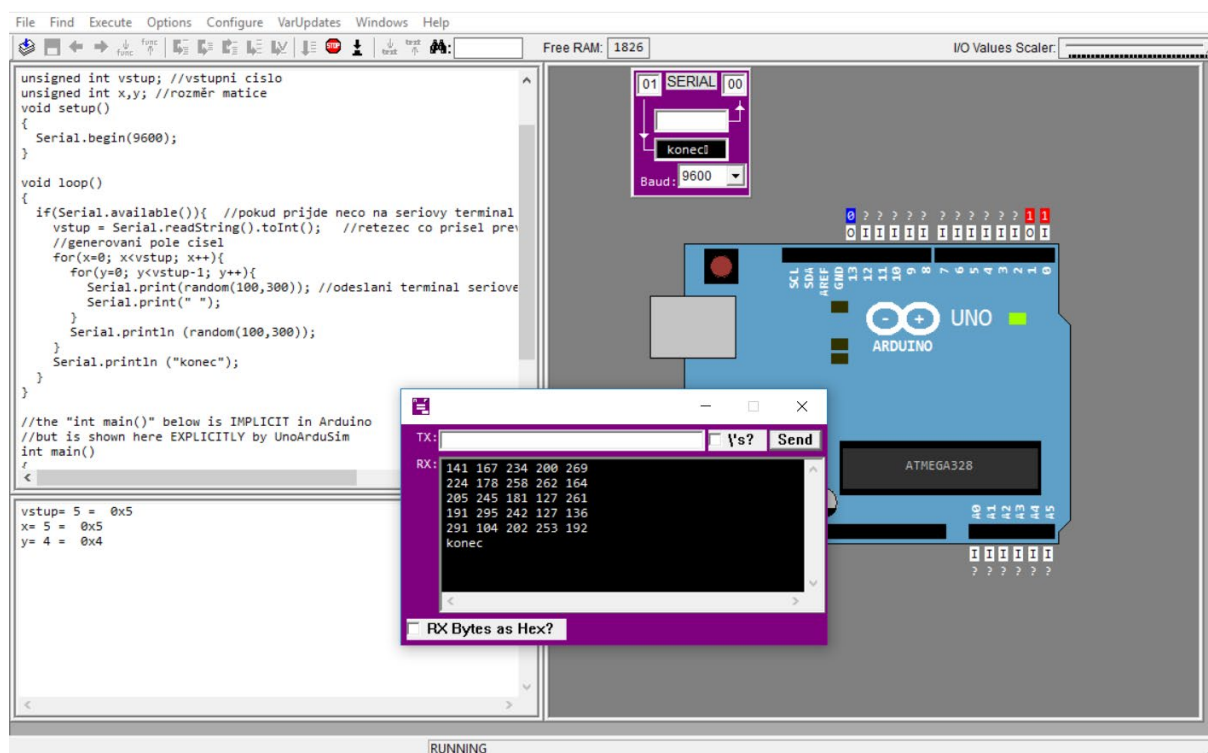 File Find Execute Options Configure VarUpdates Windows Help
func func STOP text text Free RAM: 1826 I/O Values Scaler:
unsigned int vstup; //vstupni cislo
unsigned int x,y; //rozměr matice
void setup()
{
Serial.begin(9600);
}
void loop()
{
if(Serial.available()){ //pokud prijde neco na seriovy terminal
vstup = Serial.readString().toInt(); //retezec co prisel prev
//generovani pole cisel
for(x=0; x<vstup; x++){
for(y=0; y<vstup-1; y++){
Serial.print(random(100,300)); //odeslani terminal seriove
Serial.print(" ");
}
Serial.println (random(100,300));
}
Serial.println ("konec");
}
}
//the "int main()" below is IMPLICIT in Arduino
//but is shown here EXPLICITLY by UnoArduSim
int main()
{
vstup= 5 = 0x5
x= 5 = 0x5
y= 4 = 0x4
01 SERIAL 00
konec
Baud: 9600
0 ? ? ? ? ? ? ? ? ? ? ? 1 1
O I I I I I I I I I I I O I
SCL SDA AREF GND 13 12 11 10 9 8 7 6 5 4 3 2 1 0
UNO
ARDUINO
ATMEGA328
A0 A1 A2 A3 A4 A5
I I I I I I
? ? ? ? ? ?
TX: \'s? Send
RX:
141 167 234 200 269
224 178 258 262 164
205 245 181 127 261
191 295 242 127 136
291 104 202 253 192
konec
RX Bytes as Hex?
RUNNING